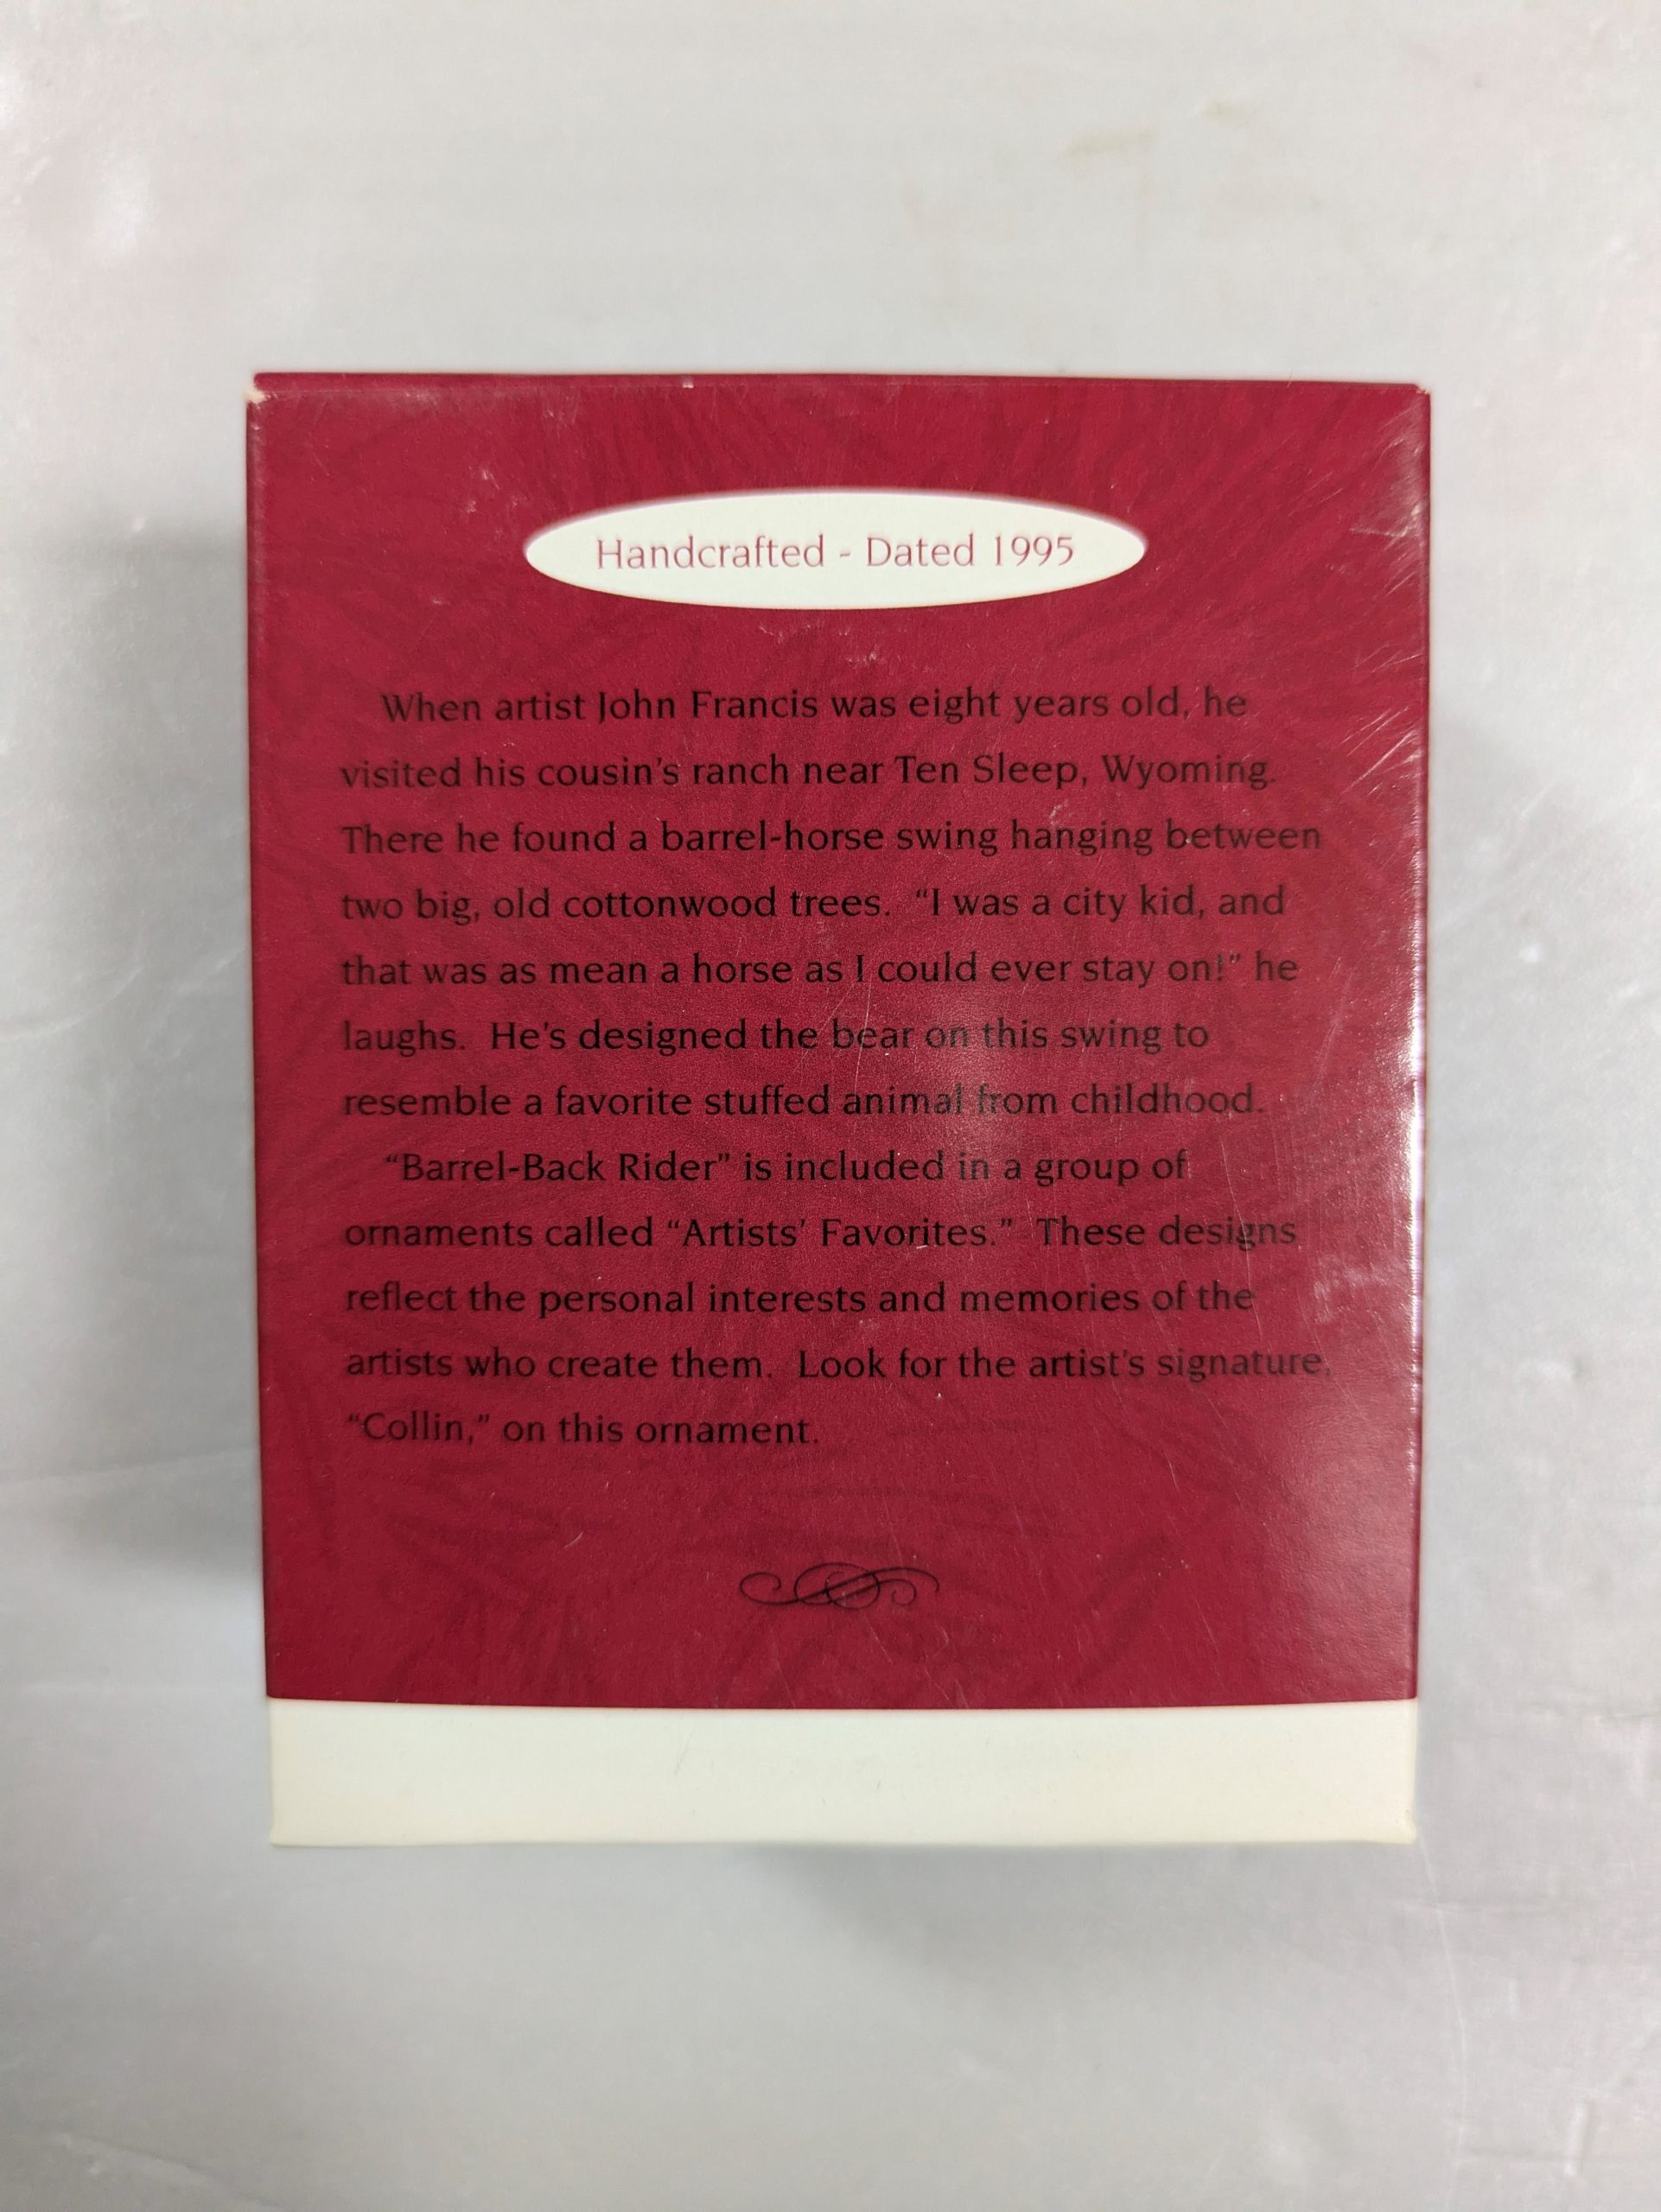 Handcrafted - Dated 1995
When artist John Francis was eight years old, he
visited his cousin's ranch near Ten Sleep, Wyoming.
There he found a barrel-horse swing hanging between
two big, old cottonwood trees.  “I was a city kid, and
that was as mean a horse as I could ever stay on!” he
laughs.  He's designed the bear on this swing to
resemble a favorite stuffed animal from childhood.
“Barrel-Back Rider” is included in a group of
ornaments called “Artists’ Favorites.”  These designs
reflect the personal interests and memories of the
artists who create them.  Look for the artist's signature,
“Collin,” on this ornament.